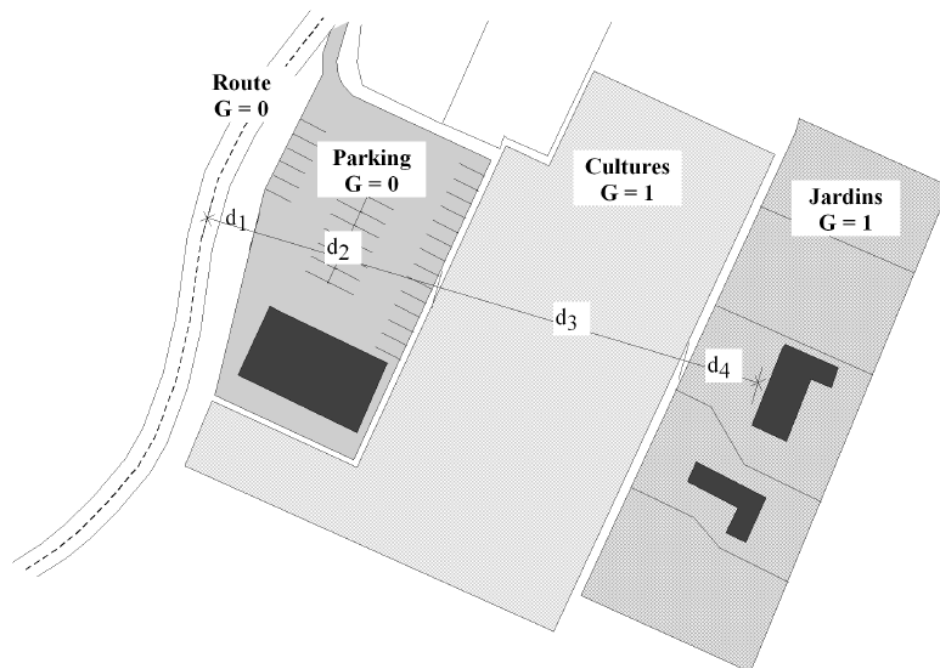 Route
G = 0
Parking
G = 0
Cultures
G = 1
Jardins
G = 1
d1
d2
d3
d4